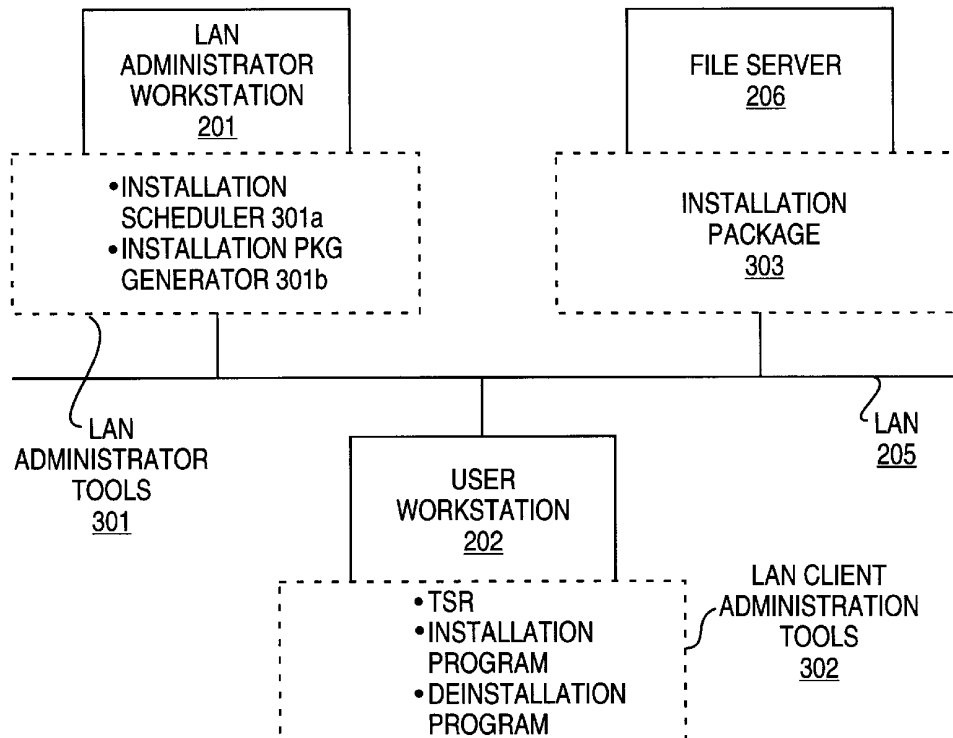 LAN
ADMINISTRATOR
WORKSTATION
201
•INSTALLATION
SCHEDULER 301a
•INSTALLATION PKG
GENERATOR 301b
FILE SERVER
206
INSTALLATION
PACKAGE
303
LAN
ADMINISTRATOR
TOOLS
301
LAN
205
USER
WORKSTATION
202
•TSR
•INSTALLATION
PROGRAM
•DEINSTALLATION
PROGRAM
LAN CLIENT
ADMINISTRATION
TOOLS
302